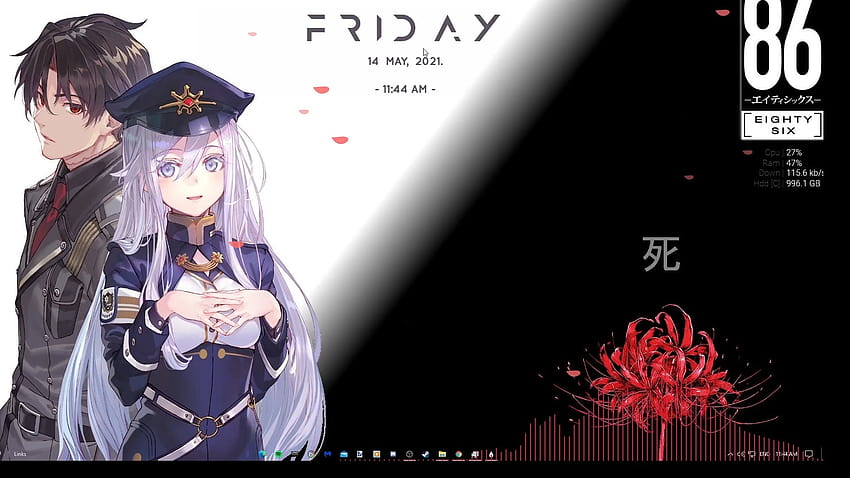 FRIDAY
14 MAY, 2021.
- 11:44 AM -
86
–エイティシックス–
EIGHTY
SIX
Cpu | 27%
Ram | 47%
Down | 115.6 kb/s
Hdd [C] | 996.1 GB
死
Links
ENG 11:44 AM